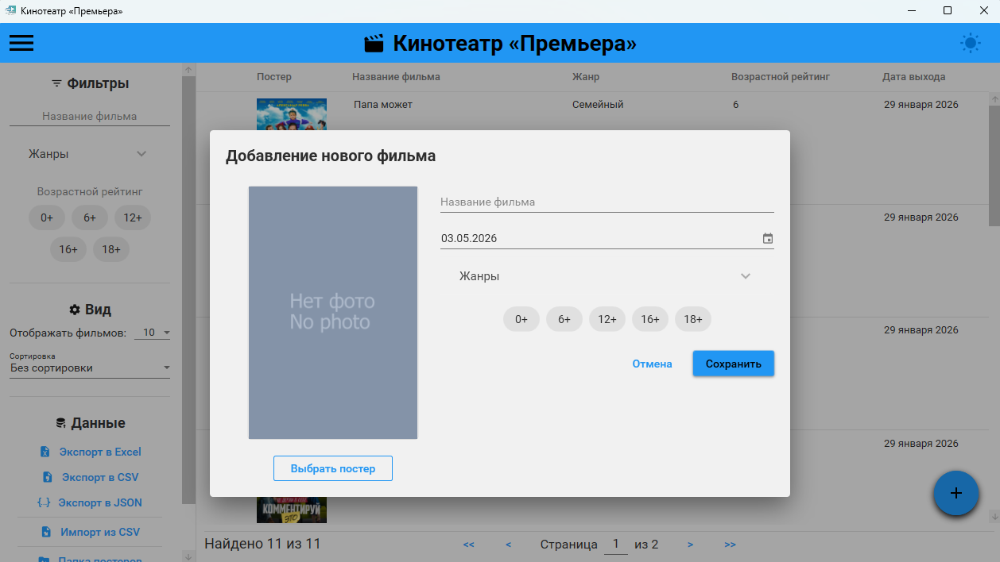 Кинотеатр «Премьера»
Кинотеатр «Премьера»
Фильтры
Название фильма
Жанры
Возрастной рейтинг
0+ 6+ 12+
16+ 18+
Вид
Отображать фильмов: 10
Сортировка
Без сортировки
Данные
Экспорт в Excel
Экспорт в CSV
Экспорт в JSON
Импорт из CSV
Папка постеров
Постер Название фильма Жанр Возрастной рейтинг Дата выхода
Папа может Семейный 6 29 января 2026
29 января 2026
29 января 2026
29 января 2026
Добавление нового фильма
Нет фото
No photo
Выбрать постер
Название фильма
03.05.2026
Жанры
0+ 6+ 12+ 16+ 18+
Отмена Сохранить
КОММЕНТИРУЙ
ЭТО
+
Найдено 11 из 11
<< < Страница 1 из 2 > >>